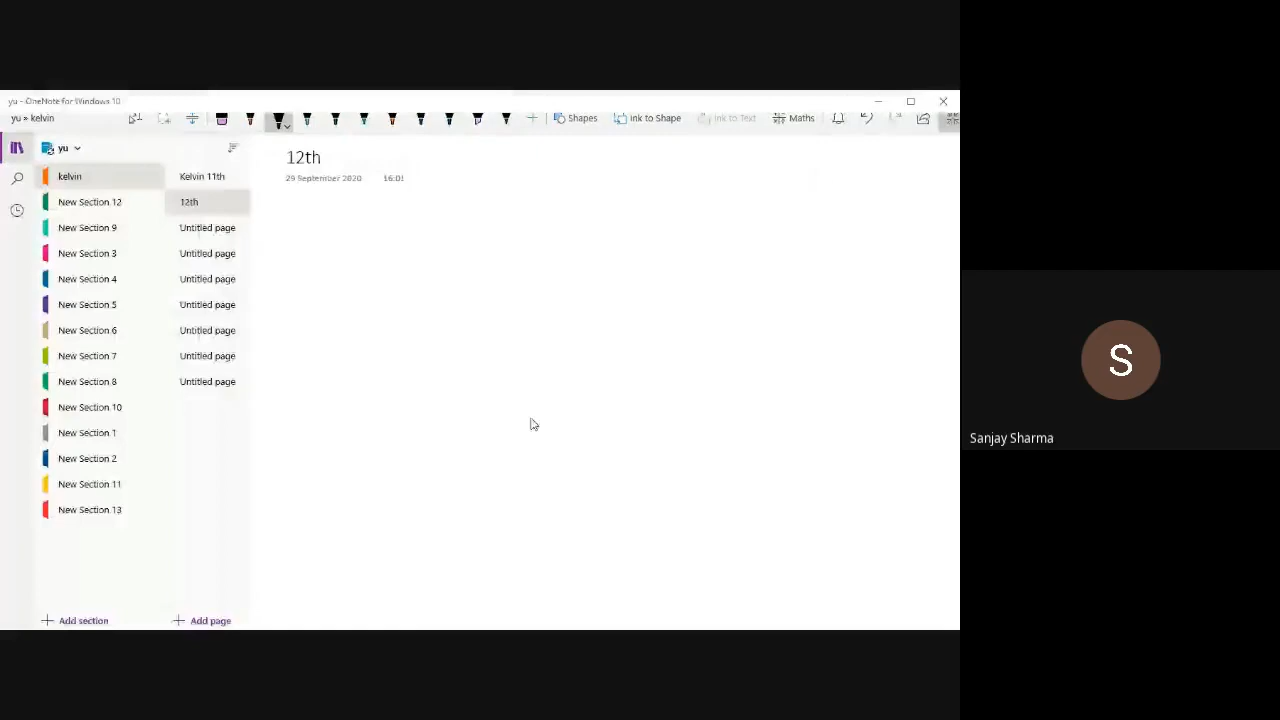 yu - OneNote for Windows 10
yu » kelvin
Shapes
Ink to Shape
Ink to Text
Maths
yu
kelvin
New Section 12
New Section 9
New Section 3
New Section 4
New Section 5
New Section 6
New Section 7
New Section 8
New Section 10
New Section 1
New Section 2
New Section 11
New Section 13
Add section
Kelvin 11th
12th
Untitled page
Untitled page
Untitled page
Untitled page
Untitled page
Untitled page
Untitled page
Add page
12th
29 September 2020 16:01
S
Sanjay Sharma